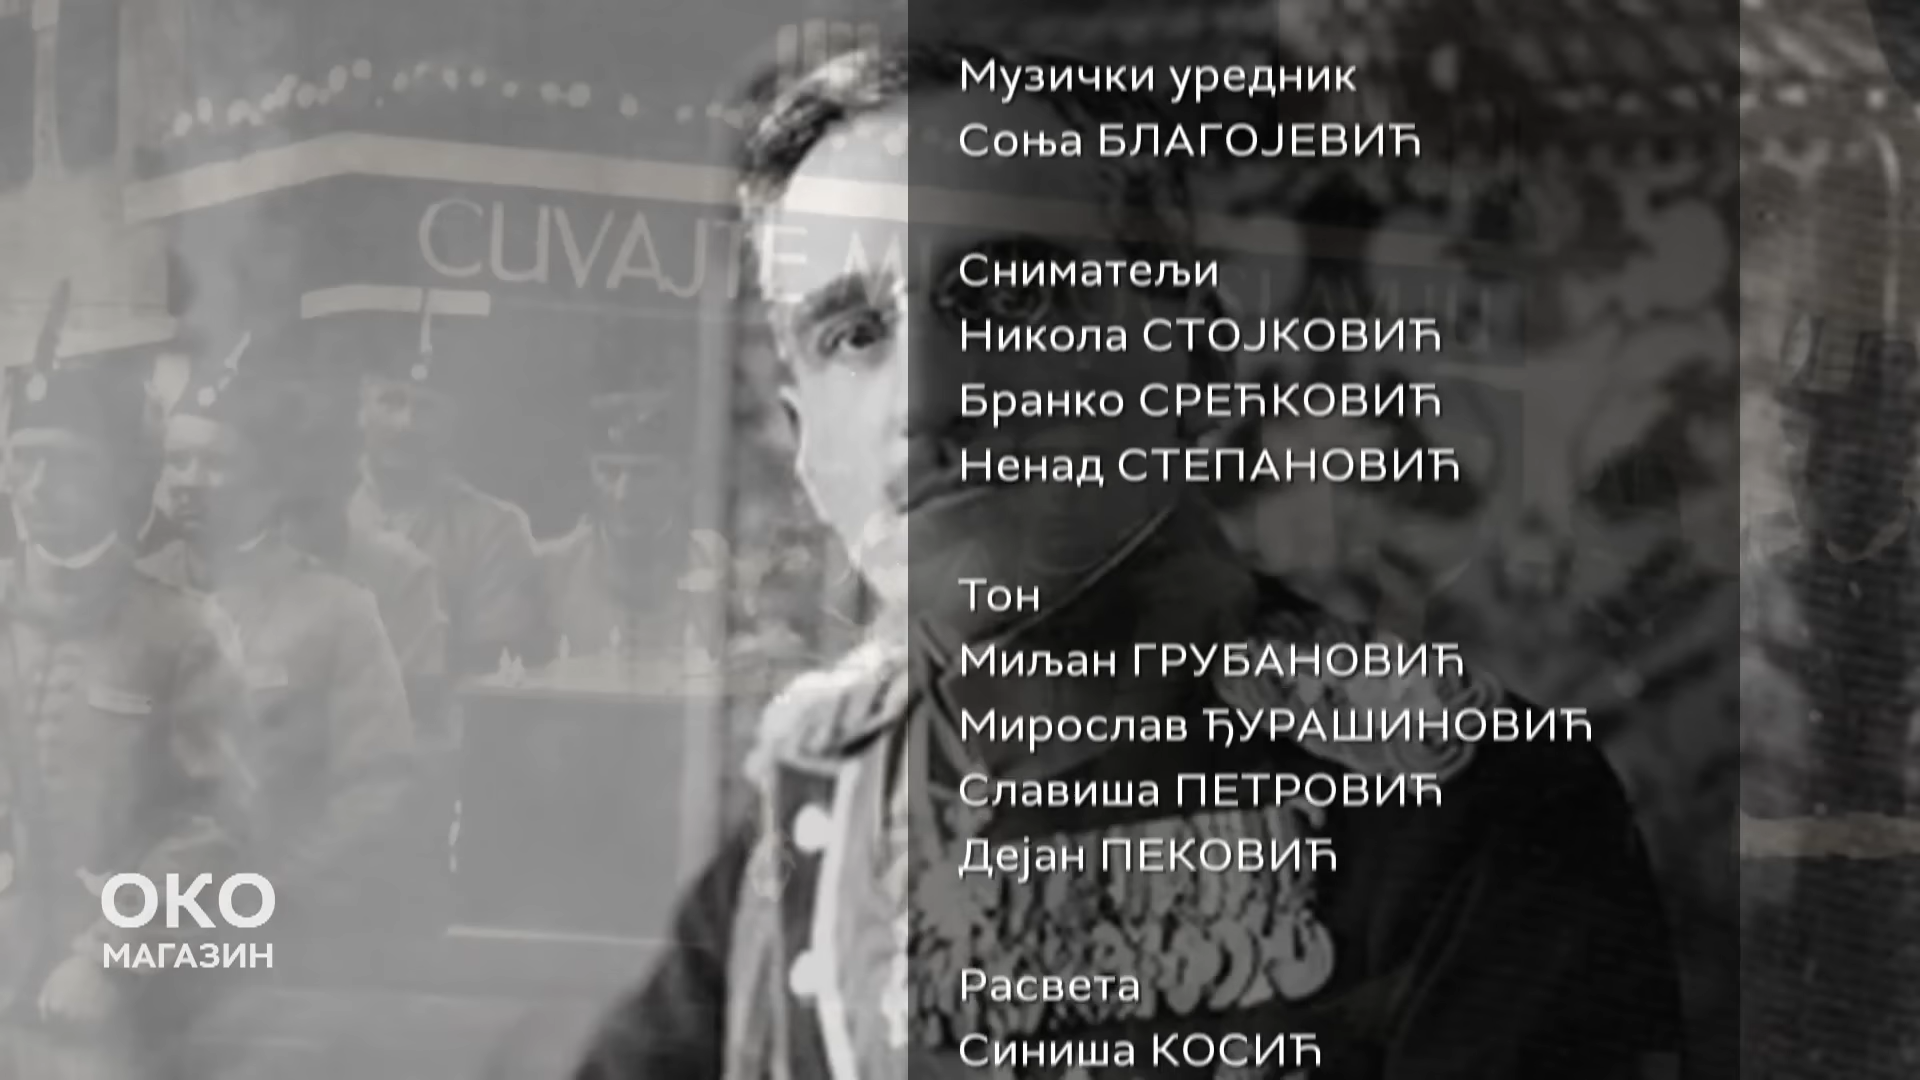 Музички уредник
Соња БЛАГОЈЕВИЋ
CUVAJTE MI
Сниматељи
Никола СТОЈКОВИЋ
Бранко СРЕЋКОВИЋ
Ненад СТЕПАНОВИЋ
Тон
Миљан ГРУБАНОВИЋ
Мирослав ЂУРАШИНОВИЋ
Славиша ПЕТРОВИЋ
Дејан ПЕКОВИЋ
Расвета
Синиша КОСИЋ
ОКО
МАГАЗИН